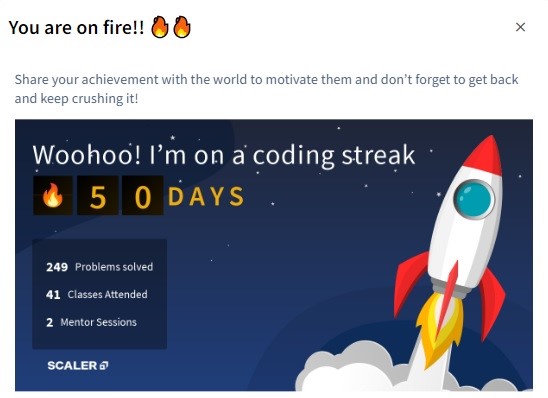 You are on fire!! 🔥🔥
Share your achievement with the world to motivate them and don't forget to get back
and keep crushing it!
Woohoo! I'm on a coding streak
🔥 5 0 DAYS
249 Problems solved
41 Classes Attended
2 Mentor Sessions
SCALER